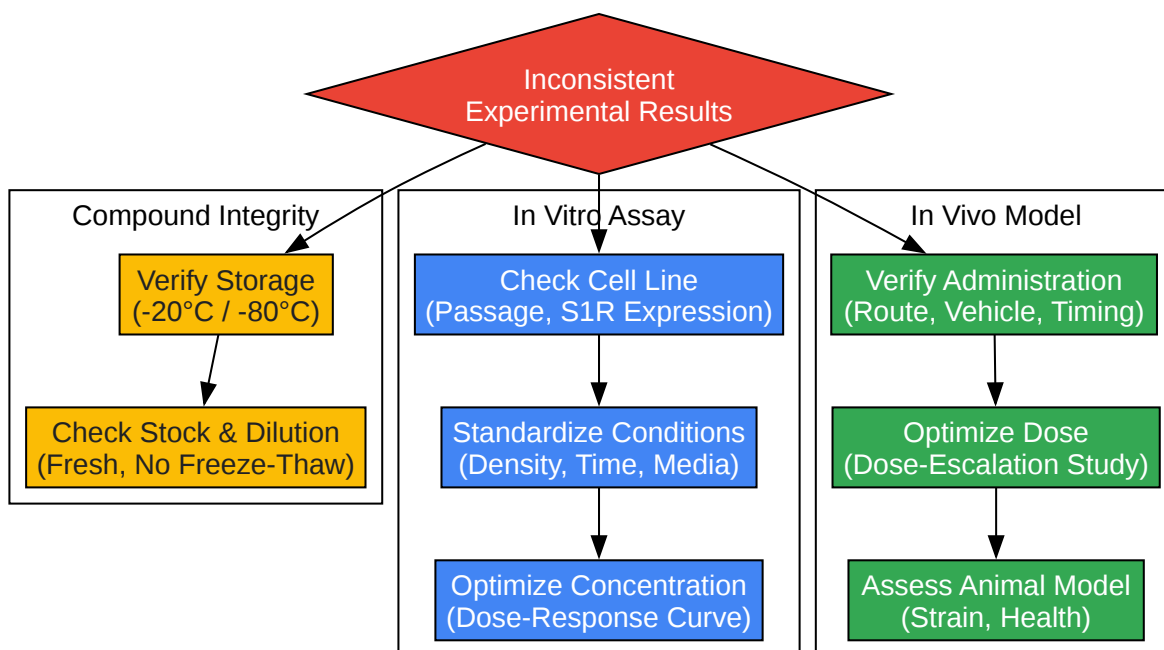 Inconsistent
Experimental Results
Compound Integrity
Verify Storage
(-20°C / -80°C)
Check Stock & Dilution
(Fresh, No Freeze-Thaw)
In Vitro Assay
Check Cell Line
(Passage, S1R Expression)
Standardize Conditions
(Density, Time, Media)
Optimize Concentration
(Dose-Response Curve)
In Vivo Model
Verify Administration
(Route, Vehicle, Timing)
Optimize Dose
(Dose-Escalation Study)
Assess Animal Model
(Strain, Health)